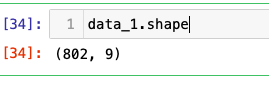 [34]: 1 data_1.shape
[34]: (802, 9)